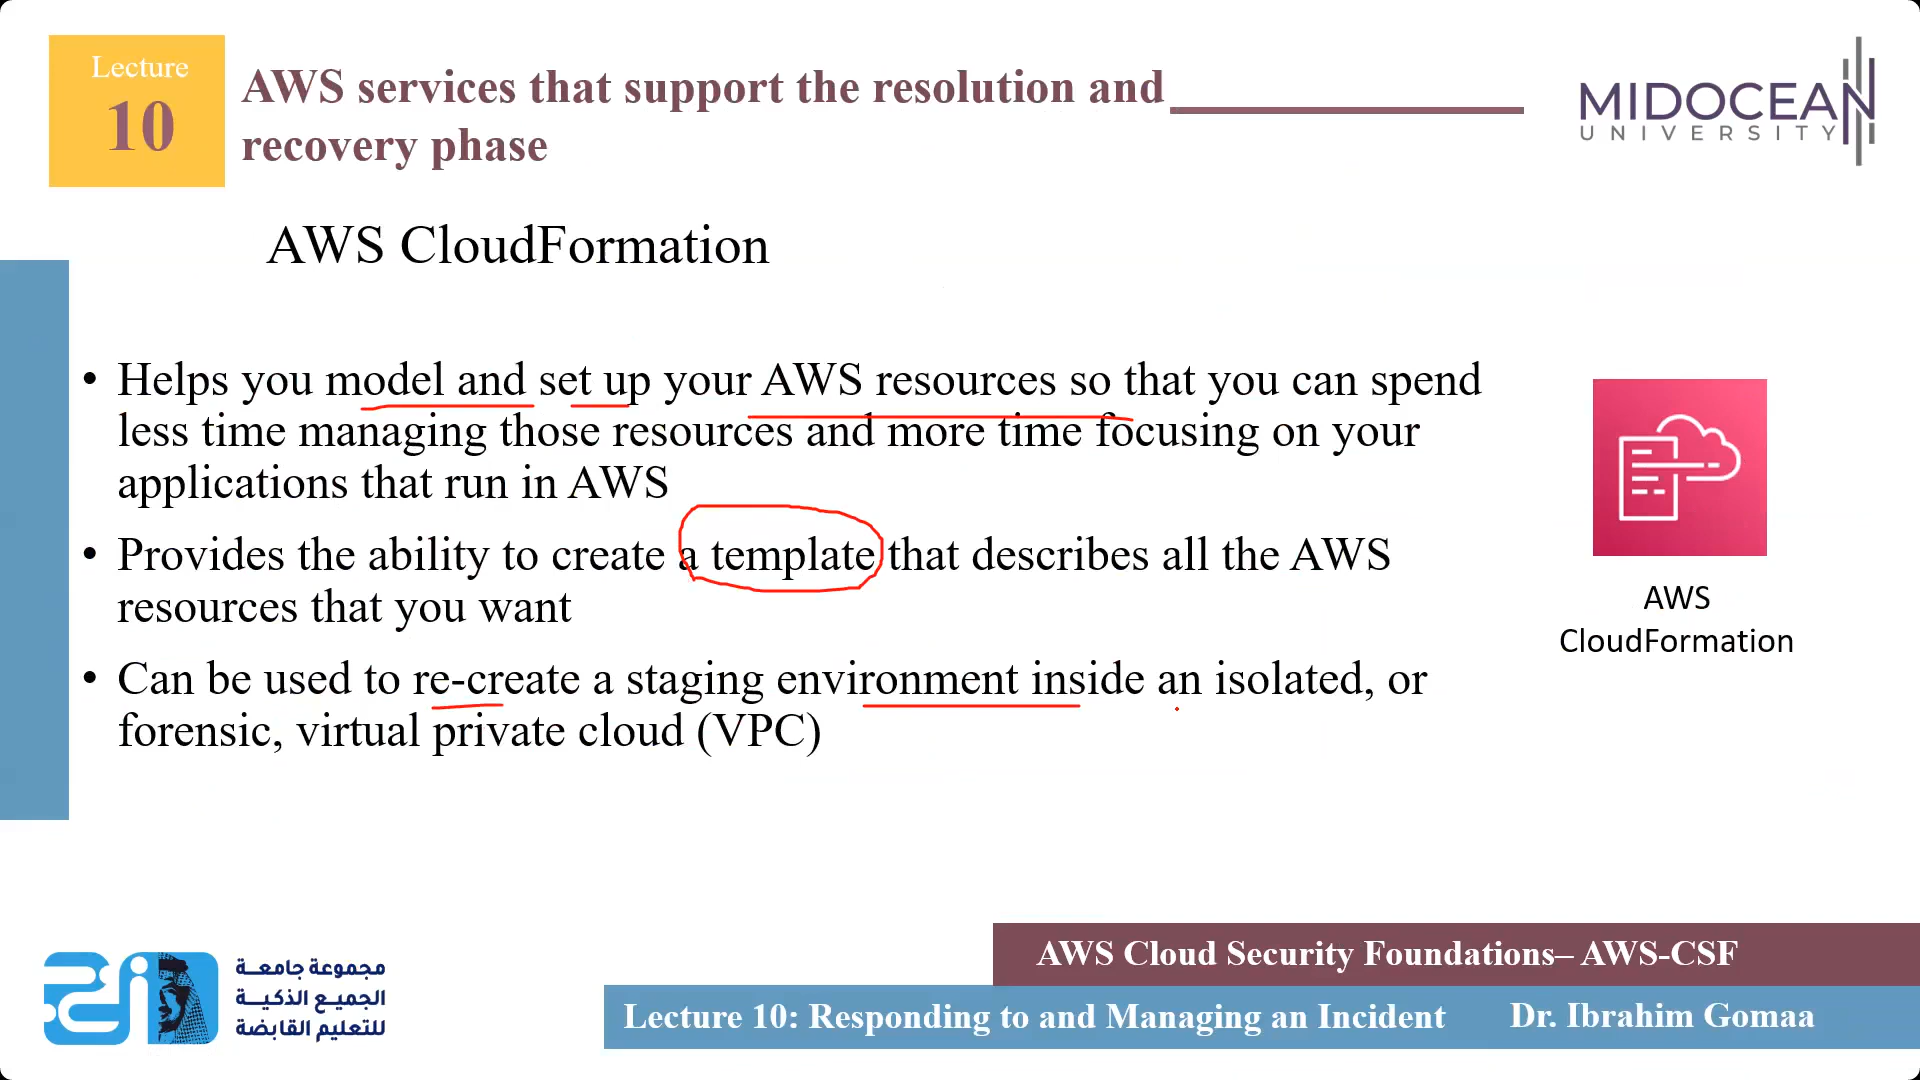 Lecture
10
AWS services that support the resolution and
recovery phase
MIDOCEAN
UNIVERSITY
AWS CloudFormation
• Helps you model and set up your AWS resources so that you can spend
less time managing those resources and more time focusing on your
applications that run in AWS
• Provides the ability to create a template that describes all the AWS
resources that you want
• Can be used to re-create a staging environment inside an isolated, or
forensic, virtual private cloud (VPC)
AWS
CloudFormation
مجموعة جامعة
الجميع الذكية
للتعليم القابضة
AWS Cloud Security Foundations– AWS-CSF
Lecture 10: Responding to and Managing an Incident Dr. Ibrahim Gomaa